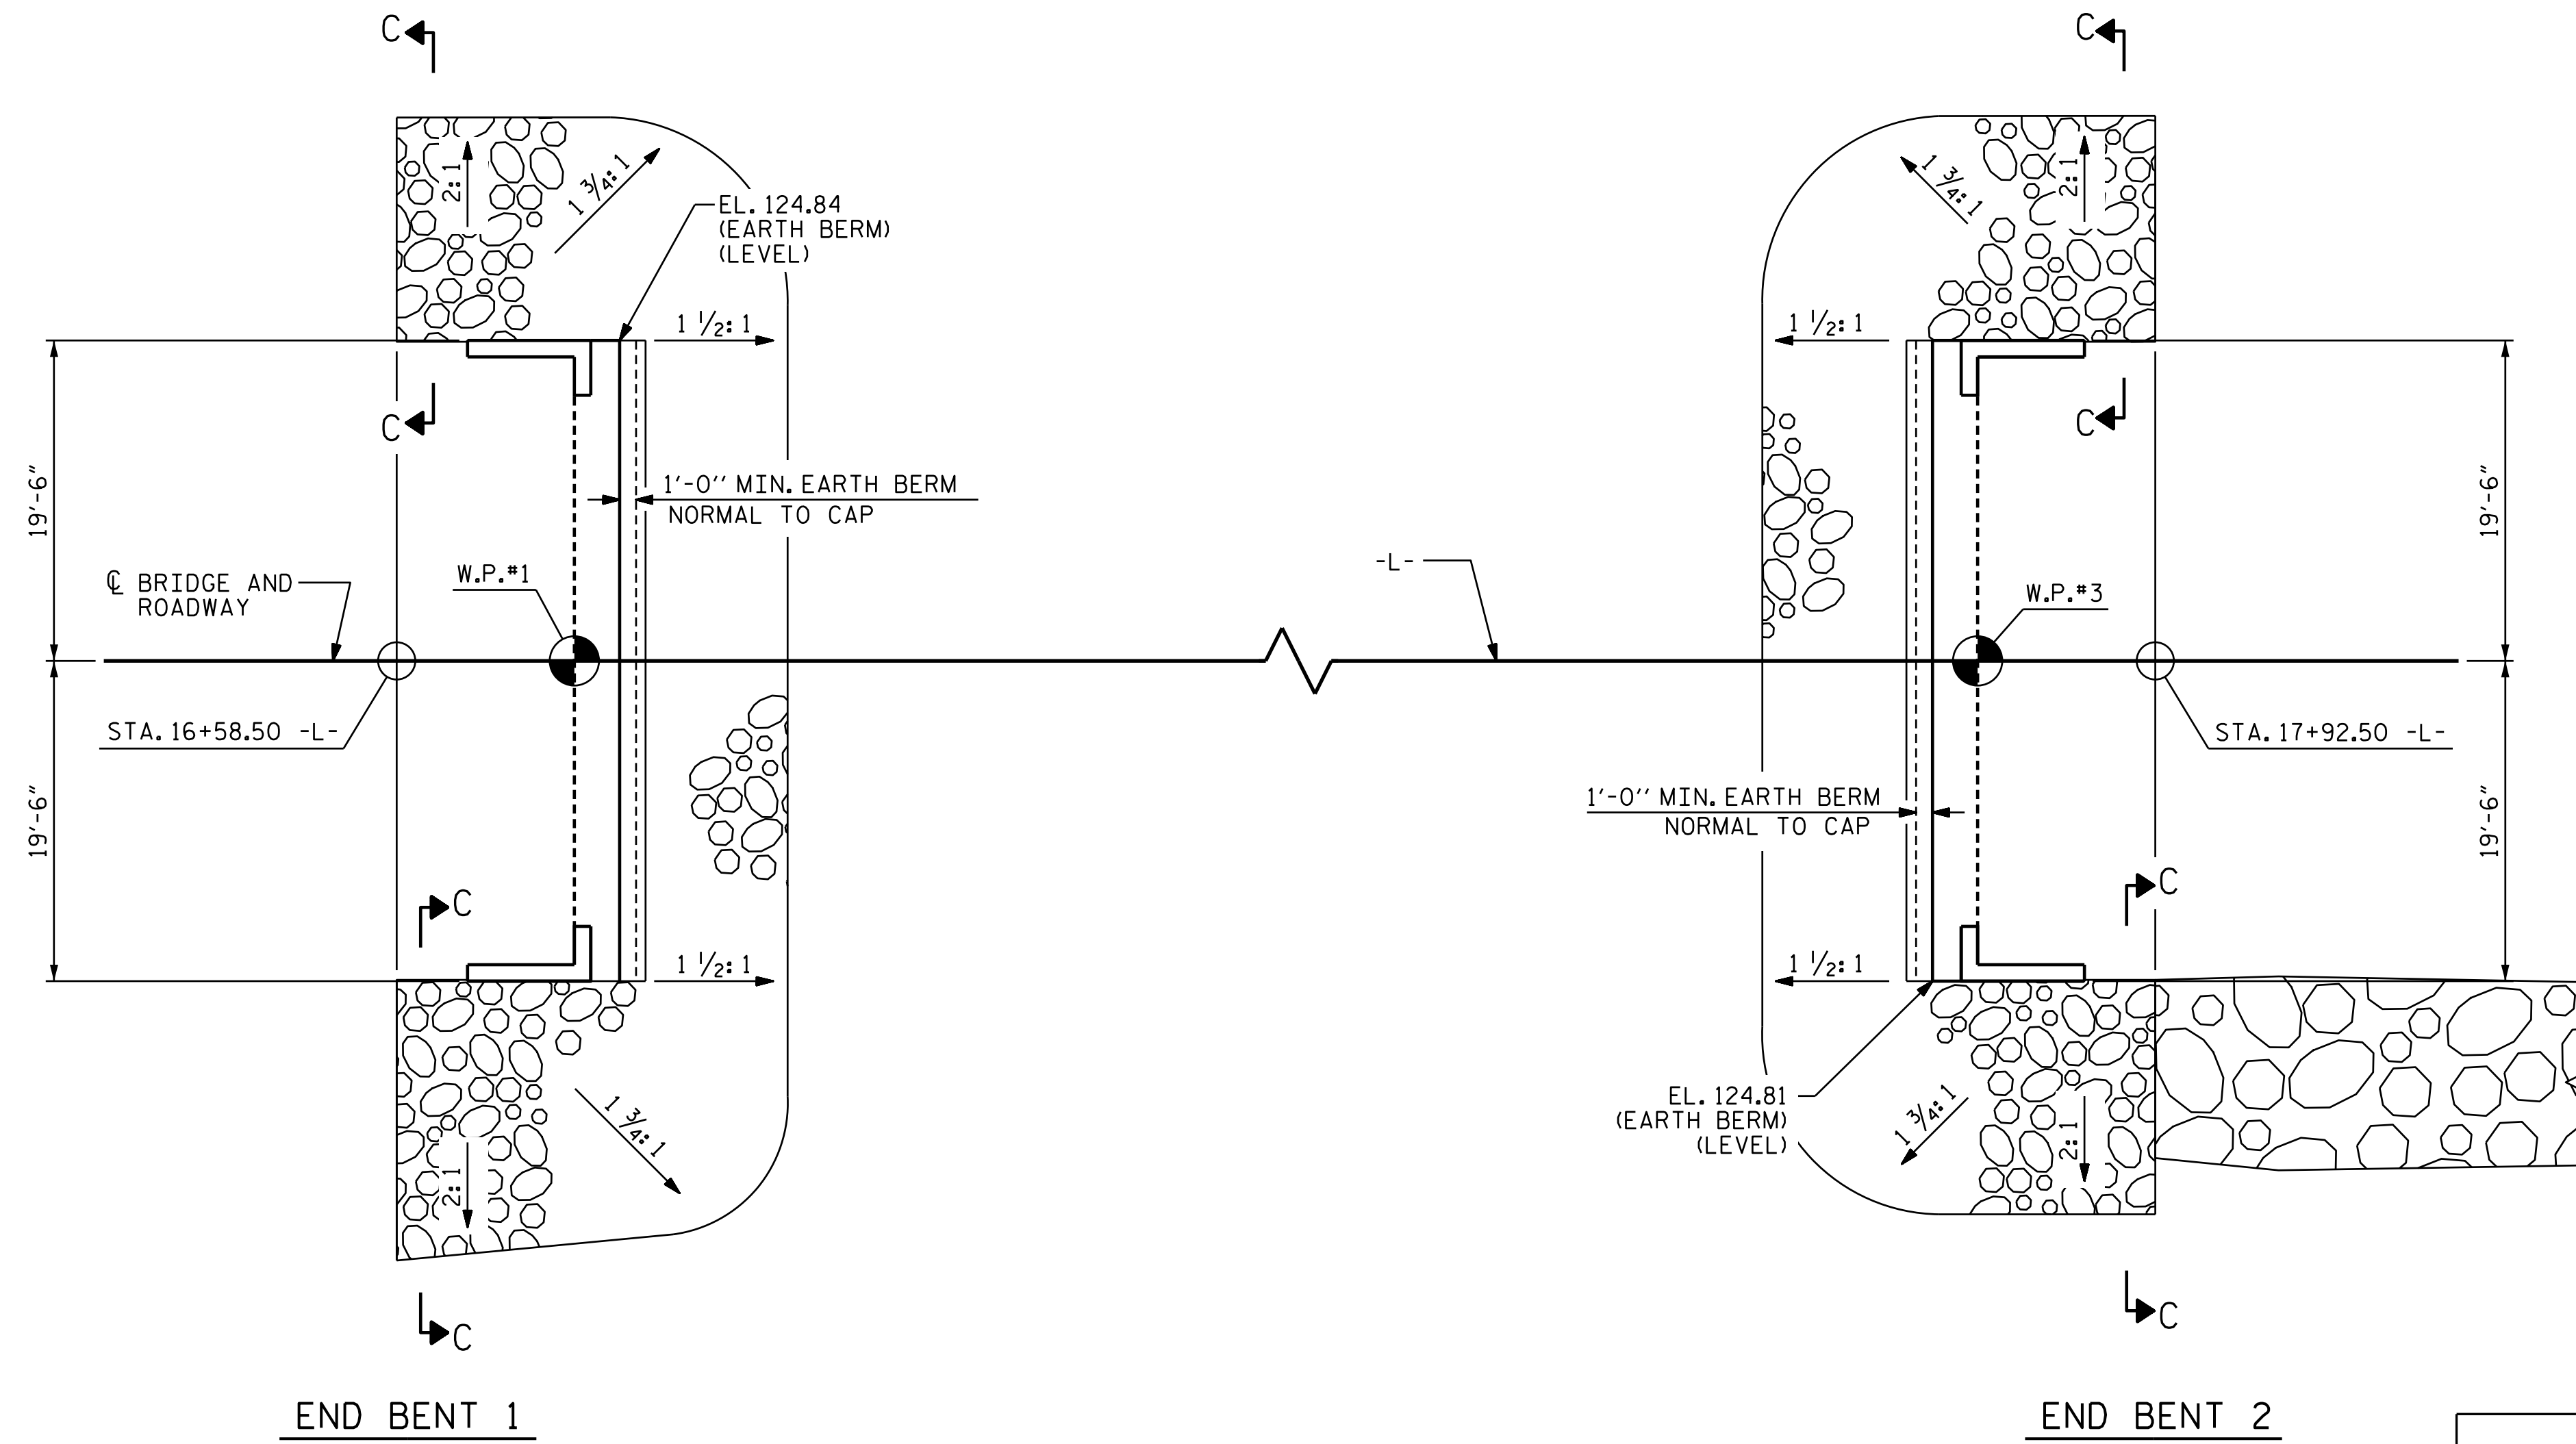 C
C
2:1
1 3/4:1
1 3/4:1
2:1
EL. 124.84
(EARTH BERM)
(LEVEL)
1 1/2:1
1 1/2:1
C
C
19'-6"
1'-0" MIN. EARTH BERM
NORMAL TO CAP
19'-6"
℄ BRIDGE AND
ROADWAY
W.P.#1
-L-
W.P.#3
STA. 16+58.50 -L-
STA. 17+92.50 -L-
19'-6"
1'-0" MIN. EARTH BERM
NORMAL TO CAP
19'-6"
C
C
1 1/2:1
1 1/2:1
EL. 124.81
(EARTH BERM)
(LEVEL)
2:1
1 3/4:1
1 3/4:1
2:1
C
C
END BENT 1
END BENT 2